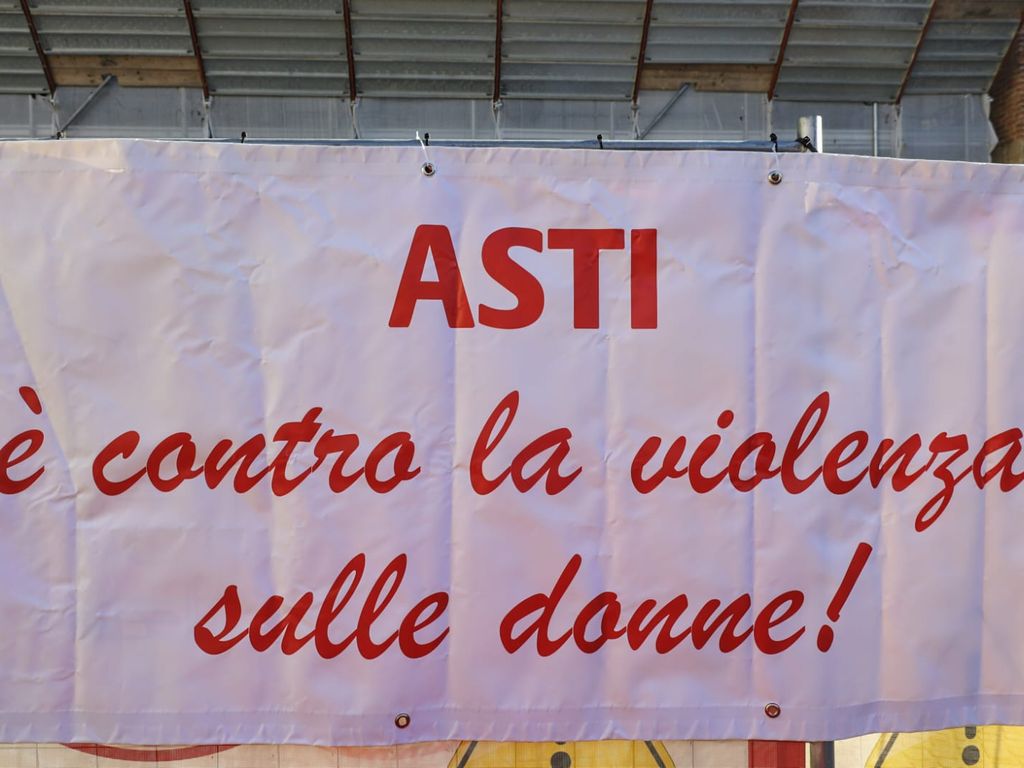 ASTI
è contro la violenza
sulle donne!